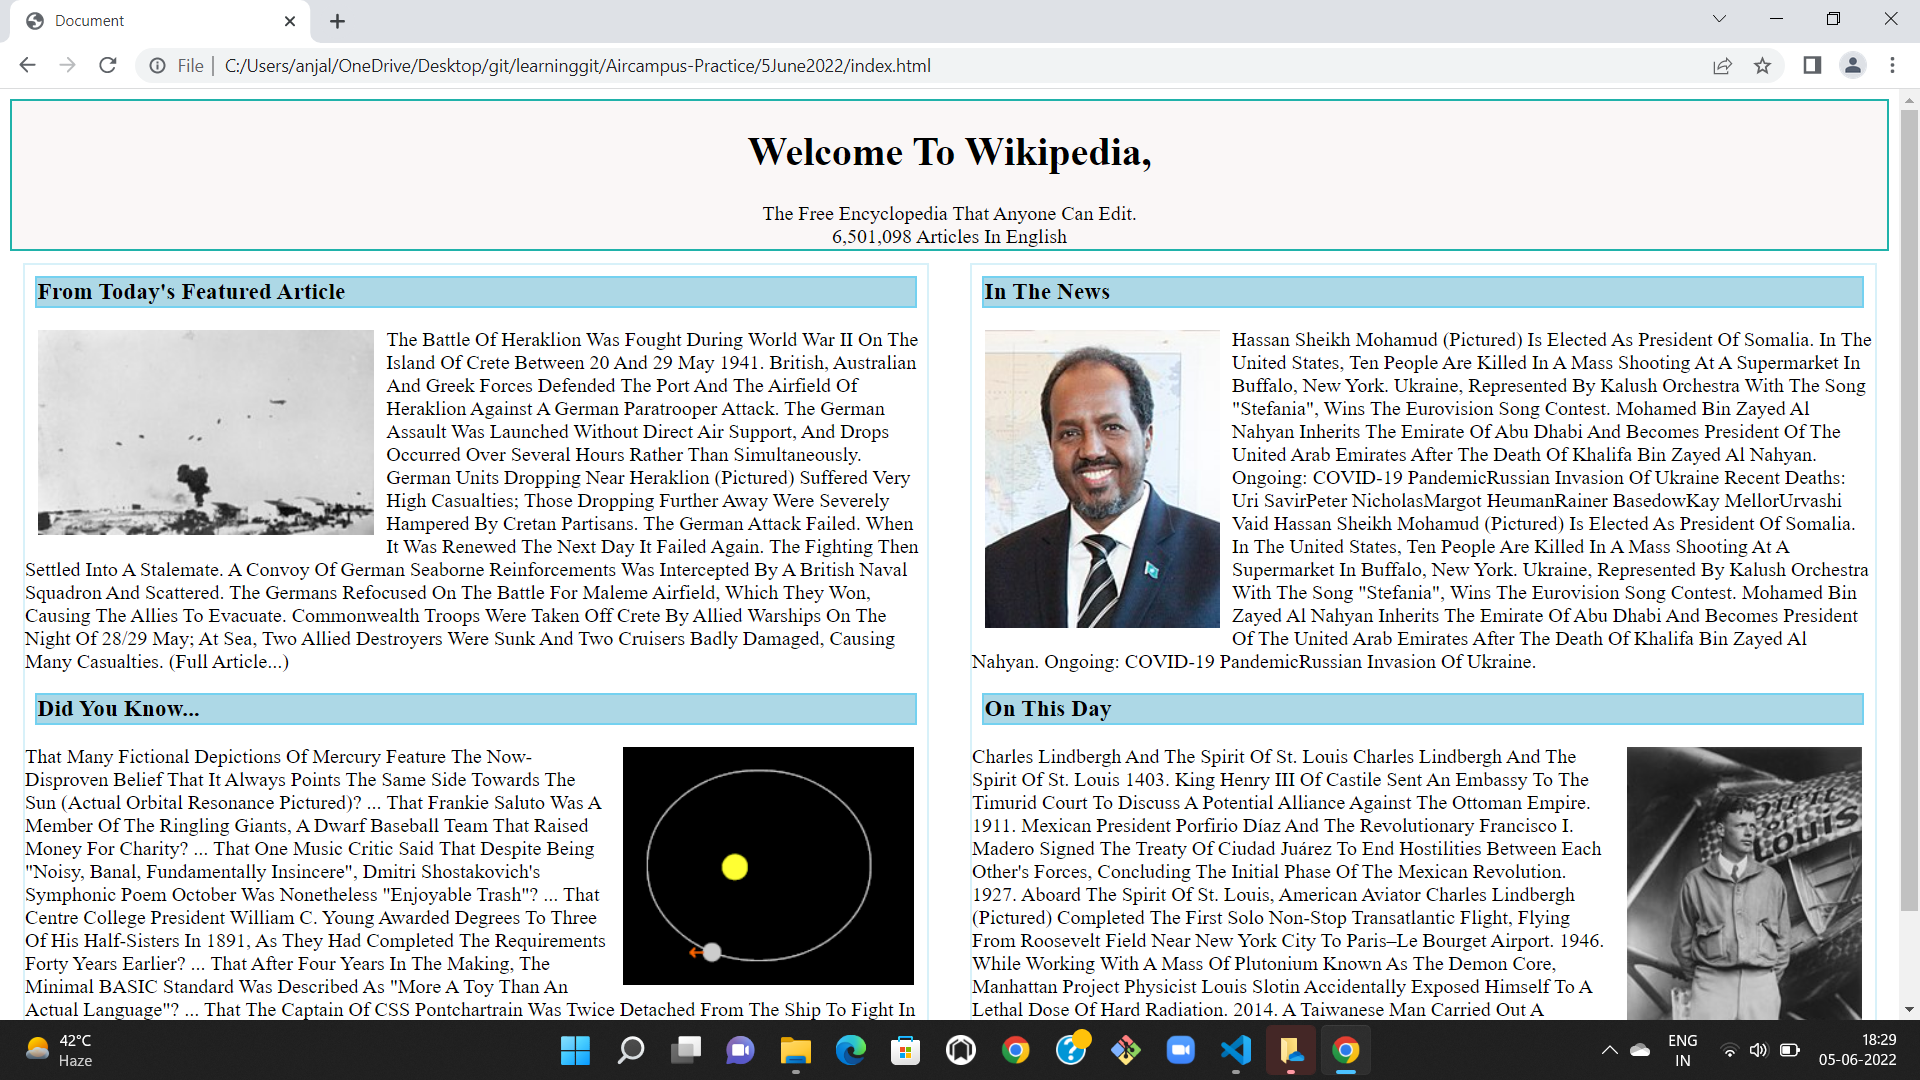 Document
File
C:/Users/anjal/OneDrive/Desktop/git/learninggit/Aircampus-Practice/5June2022/index.html
Welcome To Wikipedia,
The Free Encyclopedia That Anyone Can Edit.
6,501,098 Articles In English
From Today's Featured Article
The Battle Of Heraklion Was Fought During World War II On The
Island Of Crete Between 20 And 29 May 1941. British, Australian
And Greek Forces Defended The Port And The Airfield Of
Heraklion Against A German Paratrooper Attack. The German
Assault Was Launched Without Direct Air Support, And Drops
Occurred Over Several Hours Rather Than Simultaneously.
German Units Dropping Near Heraklion (Pictured) Suffered Very
High Casualties; Those Dropping Further Away Were Severely
Hampered By Cretan Partisans. The German Attack Failed. When
It Was Renewed The Next Day It Failed Again. The Fighting Then
Settled Into A Stalemate. A Convoy Of German Seaborne Reinforcements Was Intercepted By A British Naval
Squadron And Scattered. The Germans Refocused On The Battle For Maleme Airfield, Which They Won,
Causing The Allies To Evacuate. Commonwealth Troops Were Taken Off Crete By Allied Warships On The
Night Of 28/29 May; At Sea, Two Allied Destroyers Were Sunk And Two Cruisers Badly Damaged, Causing
Many Casualties. (Full Article...)
In The News
Hassan Sheikh Mohamud (Pictured) Is Elected As President Of Somalia. In The
United States, Ten People Are Killed In A Mass Shooting At A Supermarket In
Buffalo, New York. Ukraine, Represented By Kalush Orchestra With The Song
"Stefania", Wins The Eurovision Song Contest. Mohamed Bin Zayed Al
Nahyan Inherits The Emirate Of Abu Dhabi And Becomes President Of The
United Arab Emirates After The Death Of Khalifa Bin Zayed Al Nahyan.
Ongoing: COVID-19 PandemicRussian Invasion Of Ukraine Recent Deaths:
Uri SavirPeter NicholasMargot HeumanRainer BasedowKay MellorUrvashi
Vaid Hassan Sheikh Mohamud (Pictured) Is Elected As President Of Somalia.
In The United States, Ten People Are Killed In A Mass Shooting At A
Supermarket In Buffalo, New York. Ukraine, Represented By Kalush Orchestra
With The Song "Stefania", Wins The Eurovision Song Contest. Mohamed Bin
Zayed Al Nahyan Inherits The Emirate Of Abu Dhabi And Becomes President
Of The United Arab Emirates After The Death Of Khalifa Bin Zayed Al
Nahyan. Ongoing: COVID-19 PandemicRussian Invasion Of Ukraine.
Did You Know...
That Many Fictional Depictions Of Mercury Feature The Now-
Disproven Belief That It Always Points The Same Side Towards The
Sun (Actual Orbital Resonance Pictured)? ... That Frankie Saluto Was A
Member Of The Ringling Giants, A Dwarf Baseball Team That Raised
Money For Charity? ... That One Music Critic Said That Despite Being
"Noisy, Banal, Fundamentally Insincere", Dmitri Shostakovich's
Symphonic Poem October Was Nonetheless "Enjoyable Trash"? ... That
Centre College President William C. Young Awarded Degrees To Three
Of His Half-Sisters In 1891, As They Had Completed The Requirements
Forty Years Earlier? ... That After Four Years In The Making, The
Minimal BASIC Standard Was Described As "More A Toy Than An
Actual Language"? ... That The Captain Of CSS Pontchartrain Was Twice Detached From The Ship To Fight In
On This Day
Charles Lindbergh And The Spirit Of St. Louis Charles Lindbergh And The
Spirit Of St. Louis 1403. King Henry III Of Castile Sent An Embassy To The
Timurid Court To Discuss A Potential Alliance Against The Ottoman Empire.
1911. Mexican President Porfirio Díaz And The Revolutionary Francisco I.
Madero Signed The Treaty Of Ciudad Juárez To End Hostilities Between Each
Other's Forces, Concluding The Initial Phase Of The Mexican Revolution.
1927. Aboard The Spirit Of St. Louis, American Aviator Charles Lindbergh
(Pictured) Completed The First Solo Non-Stop Transatlantic Flight, Flying
From Roosevelt Field Near New York City To Paris–Le Bourget Airport. 1946.
While Working With A Mass Of Plutonium Known As The Demon Core,
Manhattan Project Physicist Louis Slotin Accidentally Exposed Himself To A
Lethal Dose Of Hard Radiation. 2014. A Taiwanese Man Carried Out A
Spirit
of
St.
Louis
42°C
Haze
ENG
IN
18:29
05-06-2022